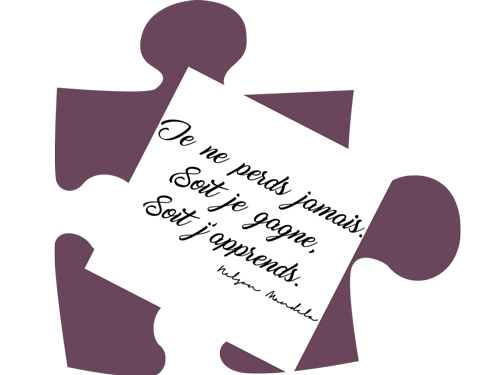 Je ne perds jamais.
Soit je gagne,
Soit j'apprends.
Nelson Mandela